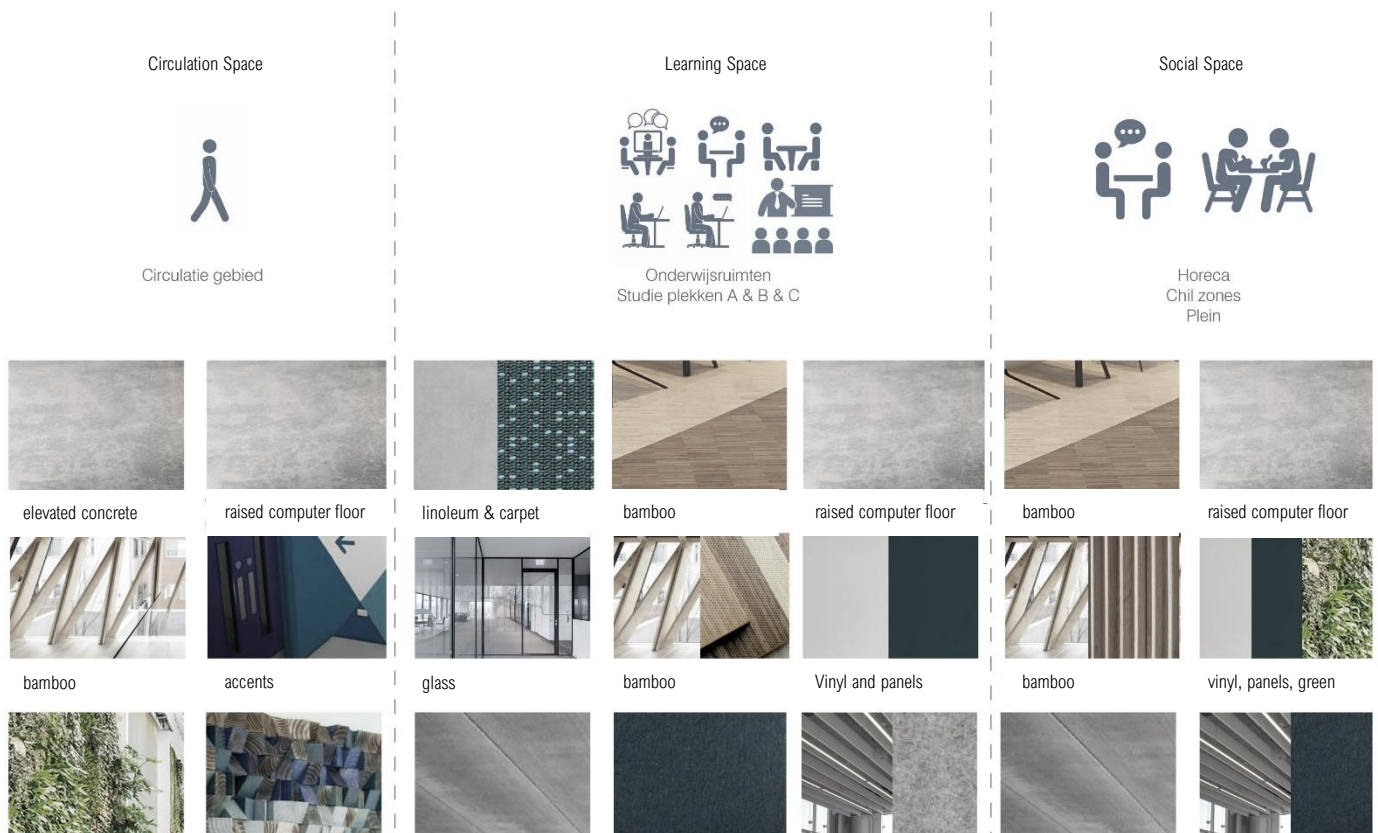 Circulation Space
Learning Space
Social Space
Circulatie gebied
Onderwijsruimten
Studie plekken A & B & C
Horeca
Chil zones
Plein
elevated concrete
raised computer floor
linoleum & carpet
bamboo
raised computer floor
bamboo
raised computer floor
bamboo
accents
glass
bamboo
Vinyl and panels
bamboo
vinyl, panels, green